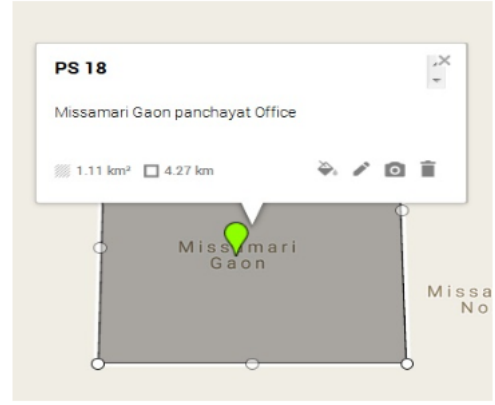 PS 18
Missamari Gaon panchayat Office
1.11 km² 4.27 km
Missamari
Gaon
Missa
No